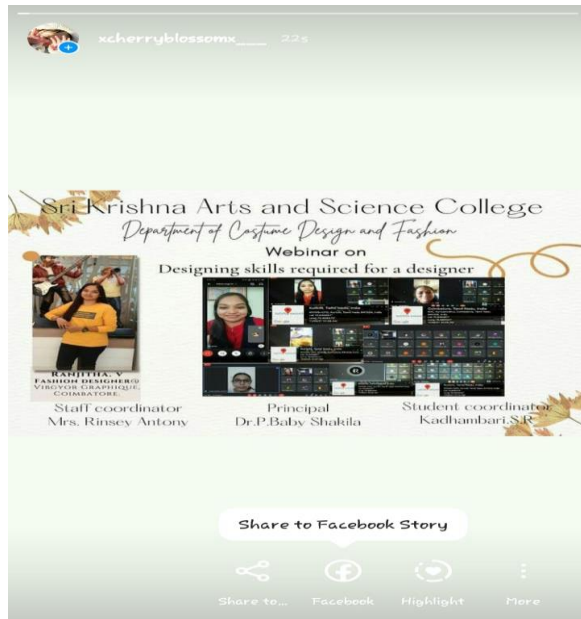 xcherryblossomx___ 22s
Sri Krishna Arts and Science College
Department of Costume Design and Fashion
Webinar on
Designing skills required for a designer
RANJITHA. V
FASHION DESIGNER@
VIBGYOR GRAPHIQUE,
COIMBATORE.
Staff coordinator
Mrs. Rinsey Antony
Principal
Dr.P.Baby Shakila
Student coordinator
Kadhambari.S.R
Share to Facebook Story
Share to... Facebook Highlight More